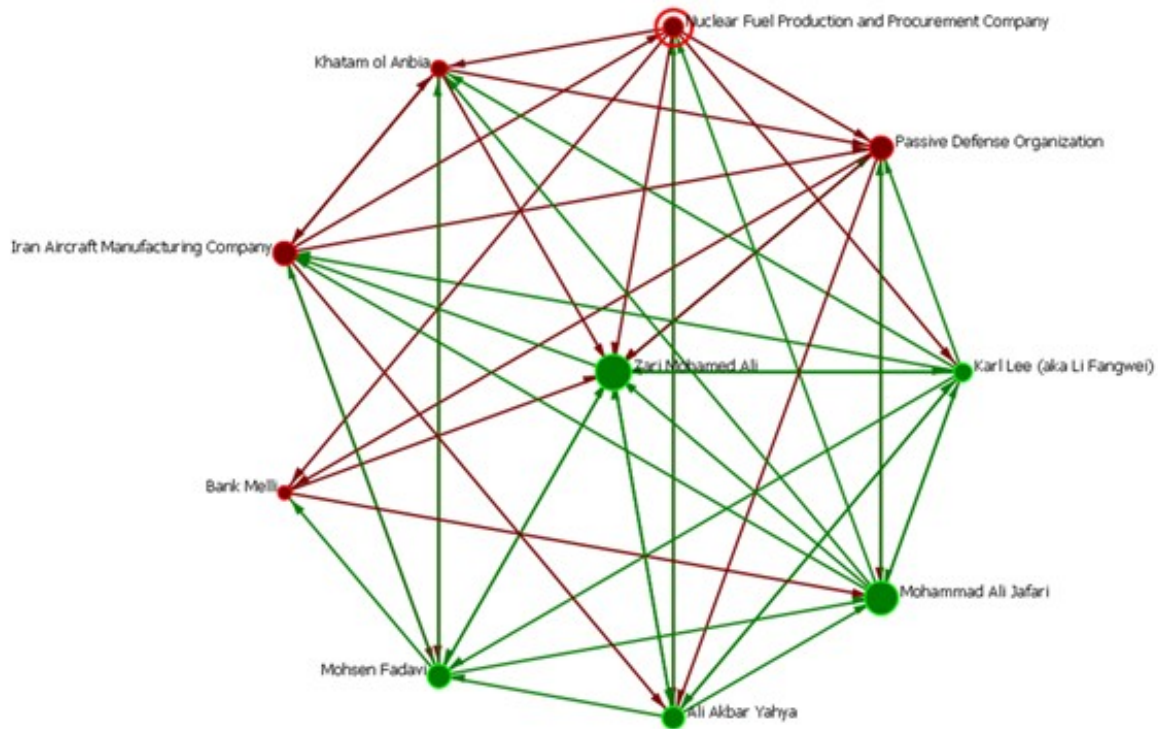 Nuclear Fuel Production and Procurement Company
Khatam ol Anbia
Passive Defense Organization
Iran Aircraft Manufacturing Company
Zari Mohamed Ali
Karl Lee (aka Li Fangwei)
Bank Melli
Mohammad Ali Jafari
Mohsen Fadavi
Ali Akbar Yahya